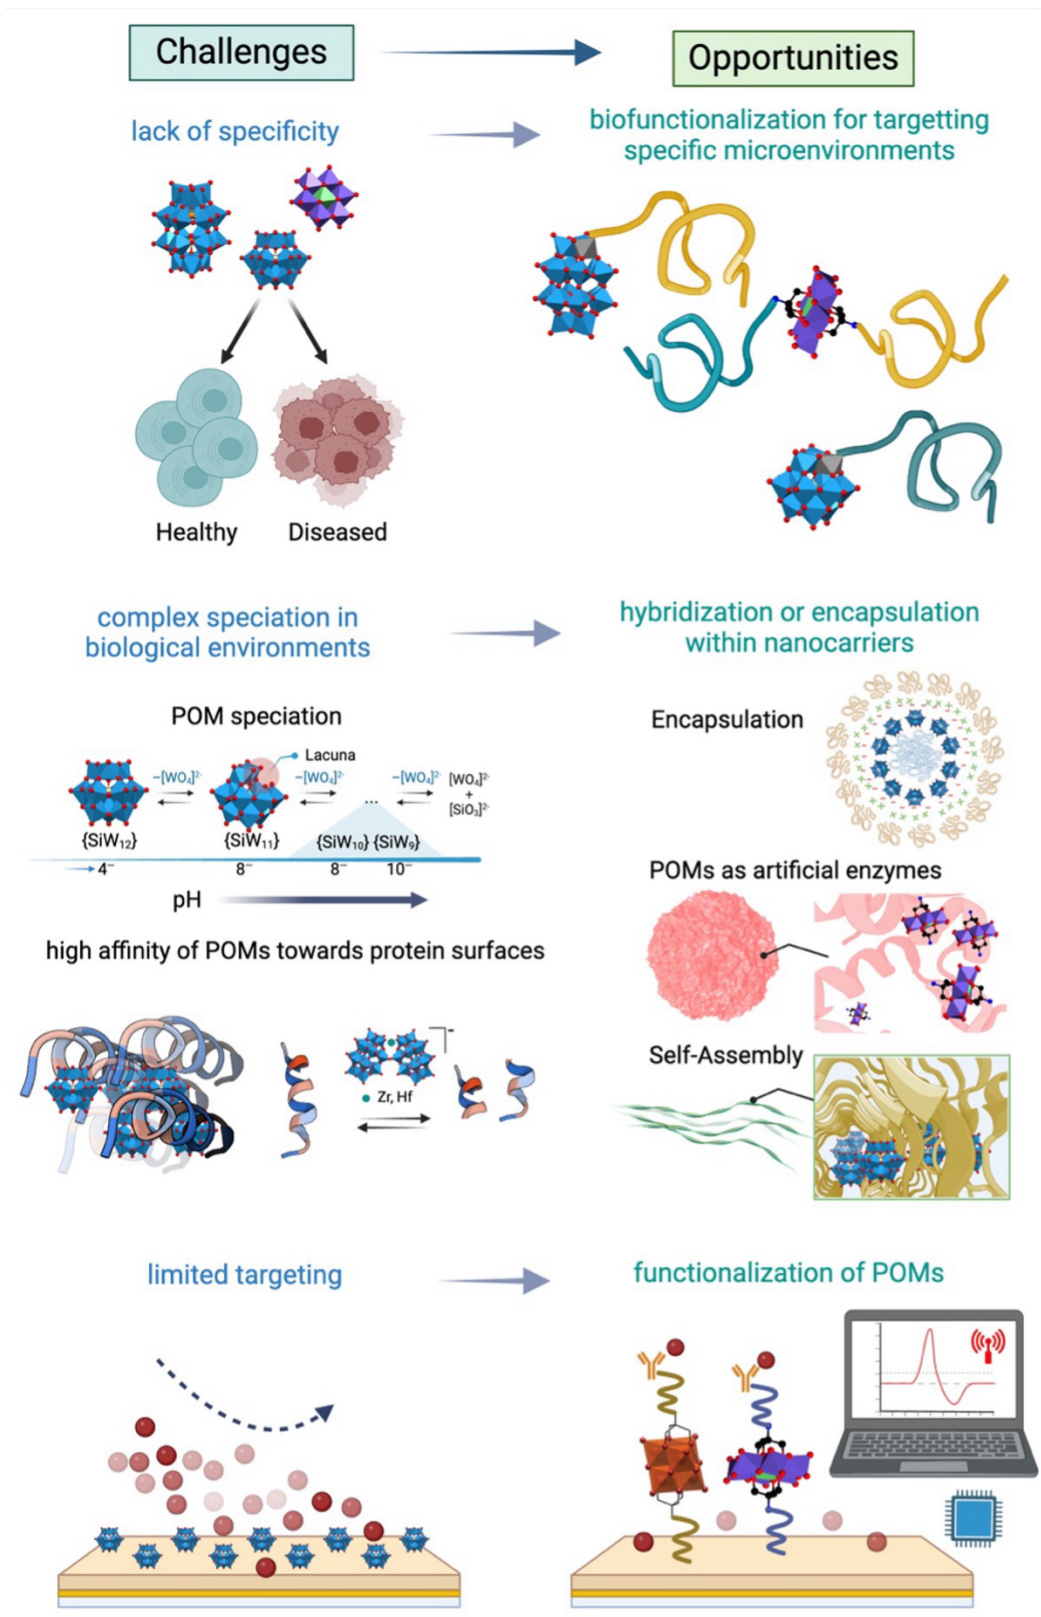 Challenges
Opportunities
lack of specificity
biofunctionalization for targetting
specific microenvironments
Healthy
Diseased
complex speciation in
biological environments
hybridization or encapsulation
within nanocarriers
POM speciation
Encapsulation
Lacuna
−[WO₄]²⁻
−[WO₄]²⁻
−[WO₄]²⁻
[WO₄]²⁻
+
[SiO₃]²⁻
...
{SiW₁₂}
{SiW₁₁}
{SiW₁₀} {SiW₉}
4⁻
8⁻
8⁻
10⁻
pH
POMs as artificial enzymes
high affinity of POMs towards protein surfaces
Zr, Hf
Self-Assembly
limited targeting
functionalization of POMs